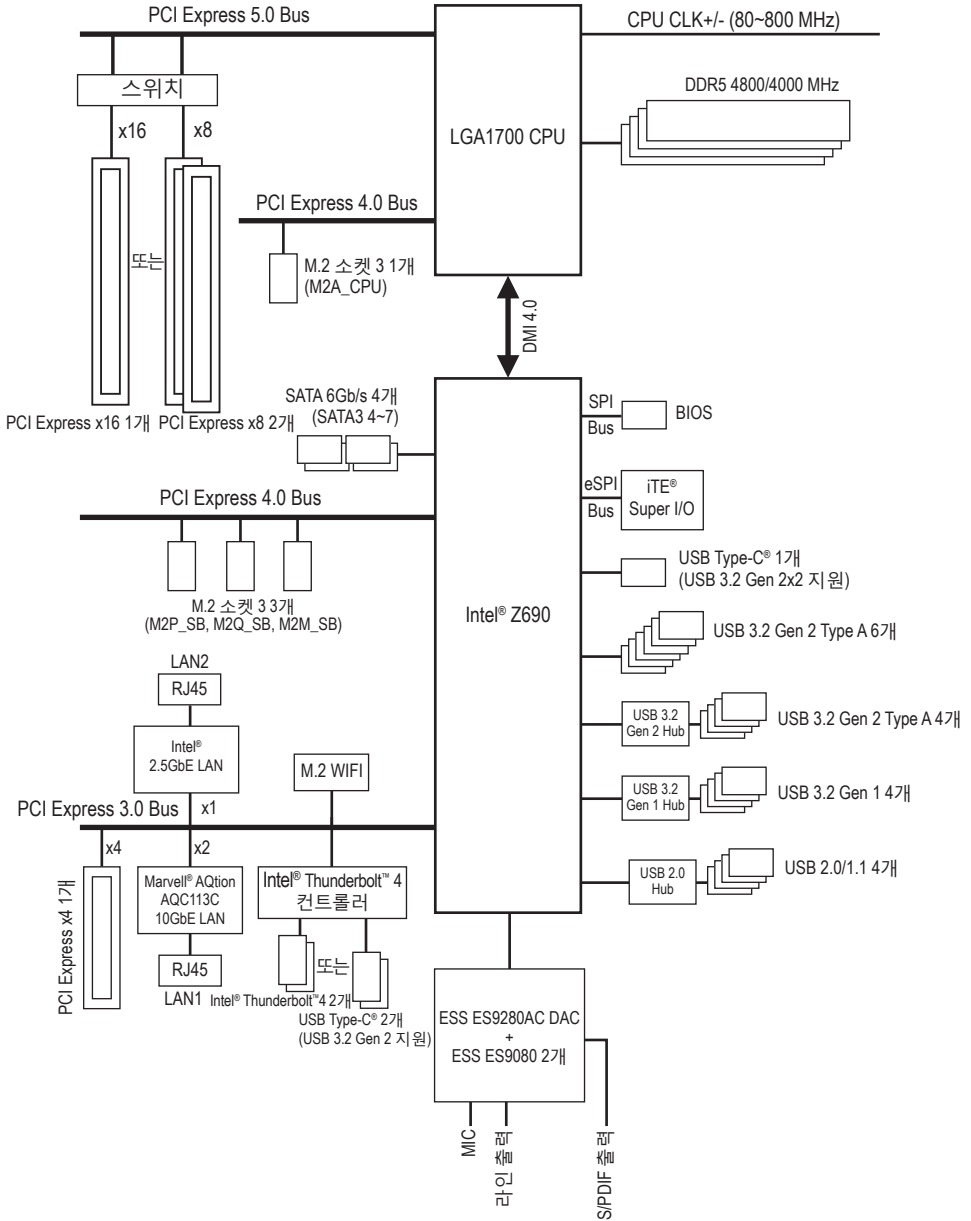 PCI Express 5.0 Bus
CPU CLK+/- (80~800 MHz)
스위치
x16
x8
DDR5 4800/4000 MHz
LGA1700 CPU
PCI Express 4.0 Bus
또는
M.2 소켓 3 1개
(M2A_CPU)
DMI 4.0
PCI Express x16 1개
PCI Express x8 2개
SATA 6Gb/s 4개
(SATA3 4~7)
SPI
Bus
BIOS
eSPI
Bus
iTE®
Super I/O
PCI Express 4.0 Bus
M.2 소켓 3 3개
(M2P_SB, M2Q_SB, M2M_SB)
USB Type-C® 1개
(USB 3.2 Gen 2x2 지원)
Intel® Z690
USB 3.2 Gen 2 Type A 6개
LAN2
RJ45
Intel®
2.5GbE LAN
M.2 WIFI
USB 3.2
Gen 2 Hub
USB 3.2 Gen 2 Type A 4개
PCI Express 3.0 Bus
x1
USB 3.2
Gen 1 Hub
USB 3.2 Gen 1 4개
x4
x2
PCI Express x4 1개
Marvell® AQtion
AQC113C
10GbE LAN
Intel® Thunderbolt™ 4
컨트롤러
USB 2.0
Hub
USB 2.0/1.1 4개
RJ45
LAN1
또는
Intel® Thunderbolt™4 2개
USB Type-C® 2개
(USB 3.2 Gen 2 지원)
ESS ES9280AC DAC
+
ESS ES9080 2개
MIC
라인 출력
S/PDIF 출력